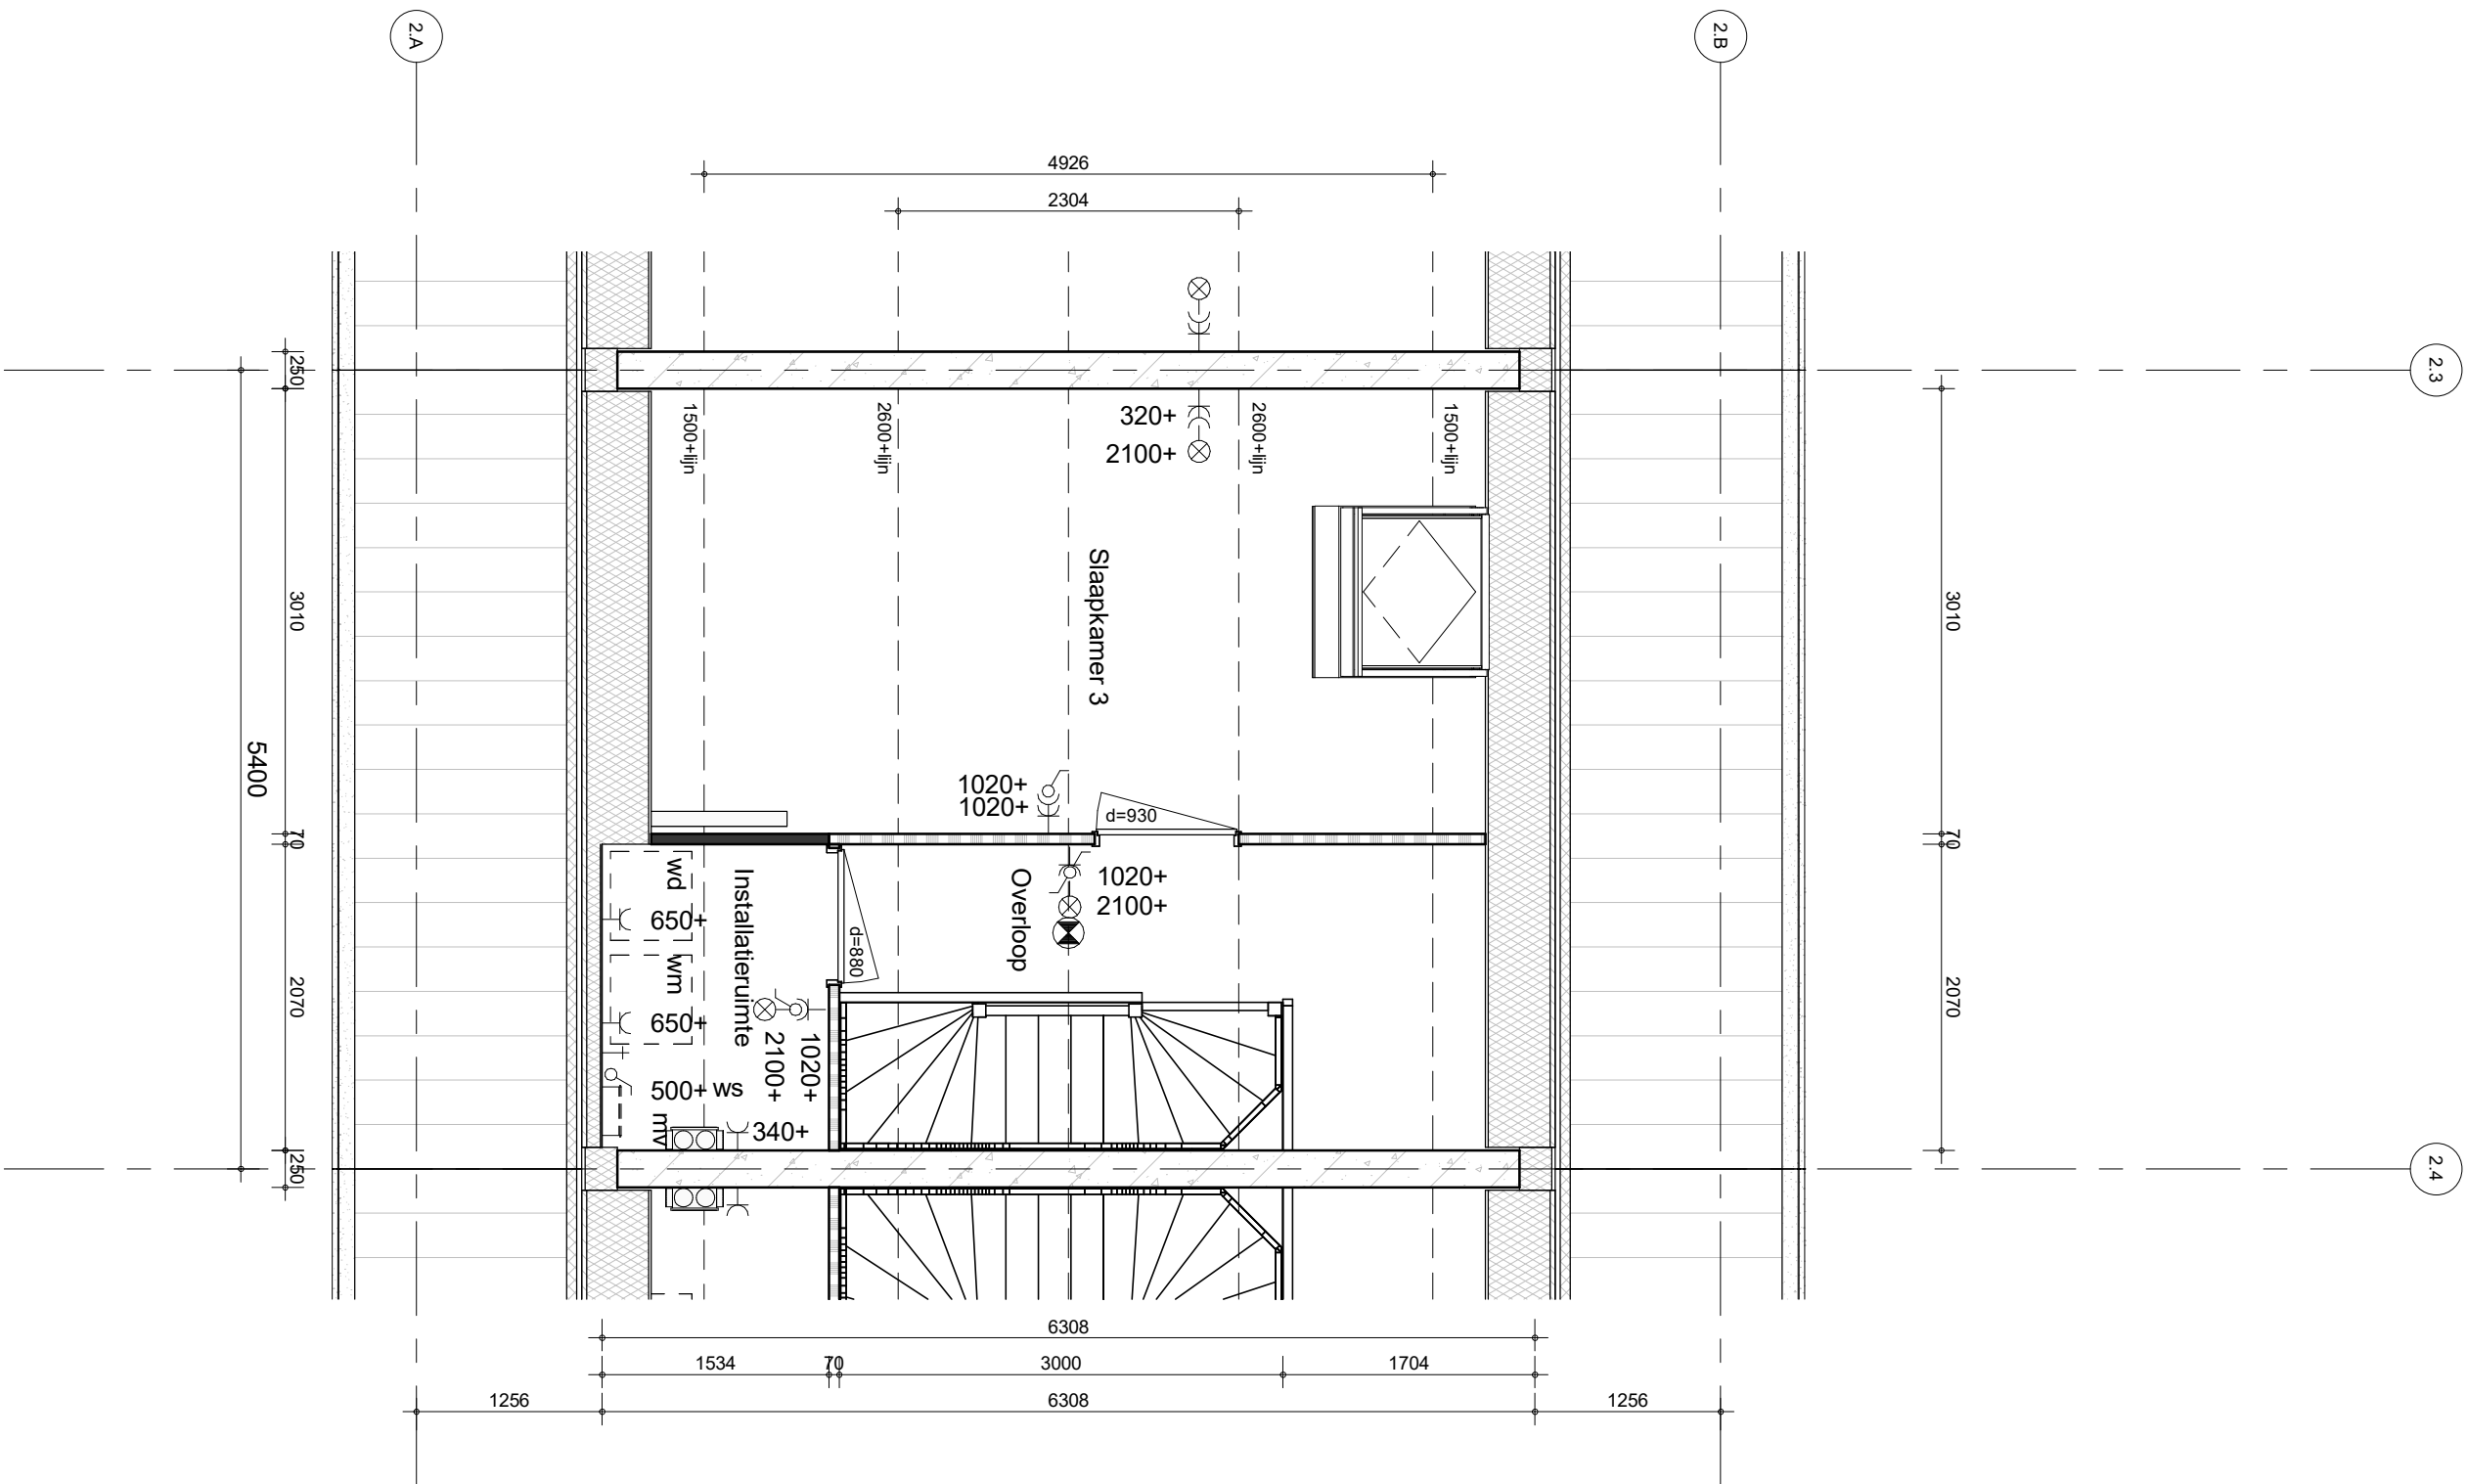 2.A
2.B
4926
2304
2.3
250
1500+lijn
2600+lijn
320+
2100+
2600+lijn
1500+lijn
3010
Slaapkamer 3
3010
5400
1020+
1020+
d=930
70
70
wd
650+
Installatieruimte
d=880
Overloop
1020+
2100+
wm
650+
2070
2070
2100+
1020+
500+ ws
mv
340+
250
2.4
6308
1534
70
3000
1704
1256
6308
1256